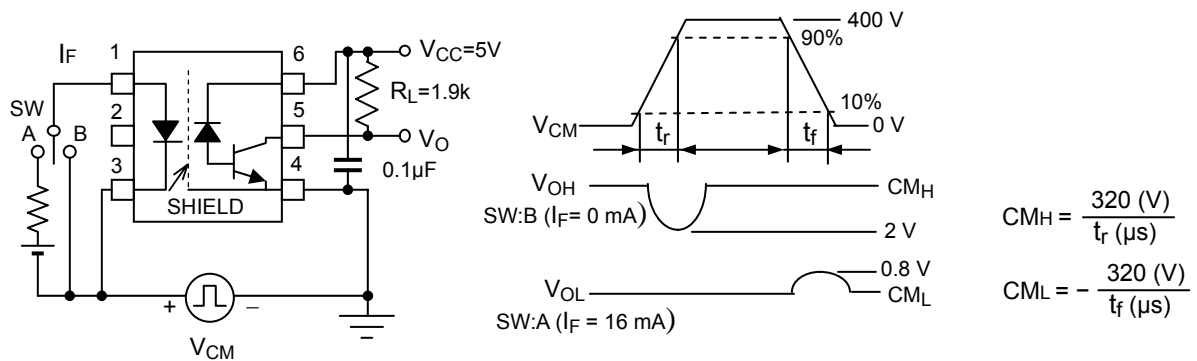 IF
1
2
3
6
5
4
SW
A
B
SHIELD
VCC=5V
RL=1.9k
VO
0.1µF
+
−
VCM
400 V
90%
10%
VCM
0 V
tr
tf
VOH
CMH
SW:B (IF= 0 mA)
2 V
0.8 V
VOL
CML
SW:A (IF = 16 mA)
CMH = 320 (V) / tr (µs)
CML = − 320 (V) / tf (µs)